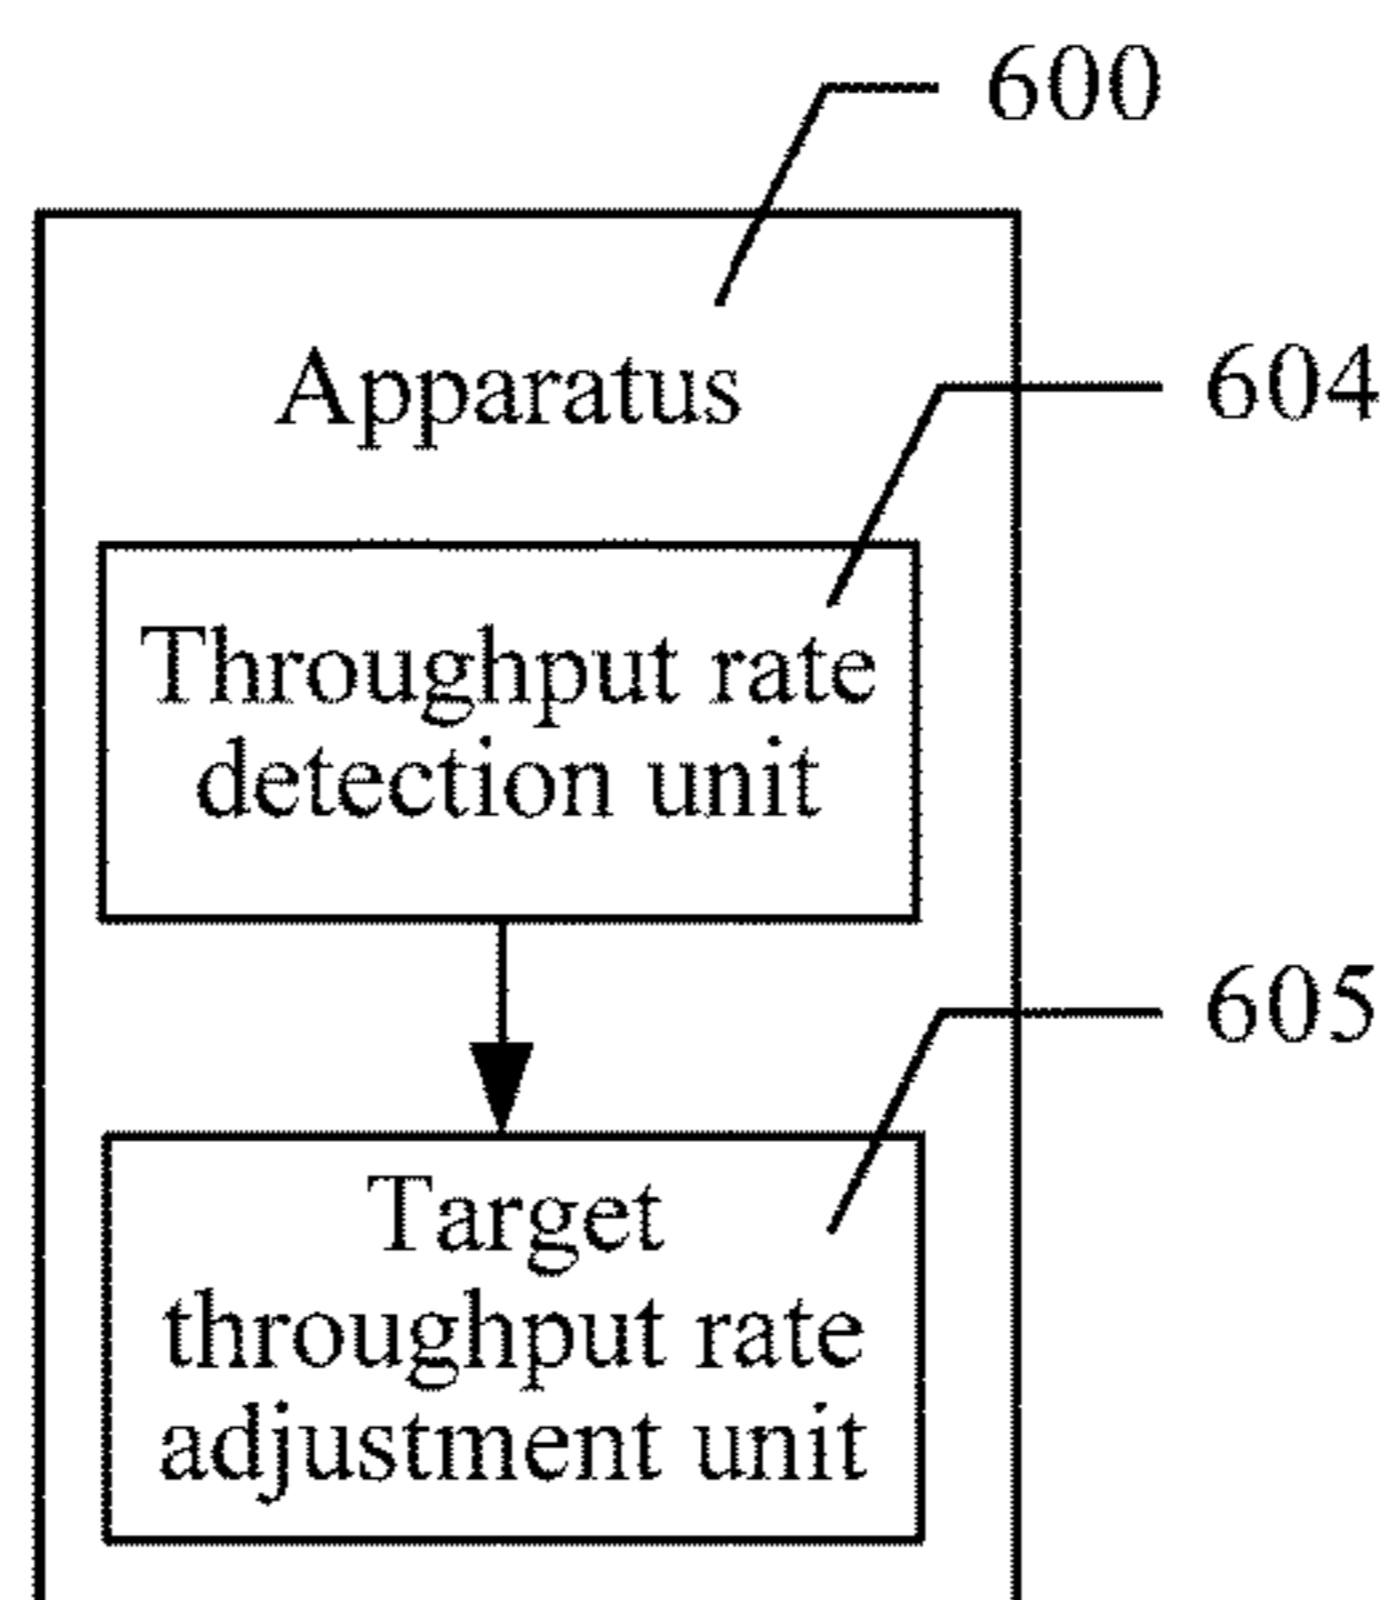 600
Apparatus
604
Throughput rate
detection unit
605
Target
throughput rate
adjustment unit